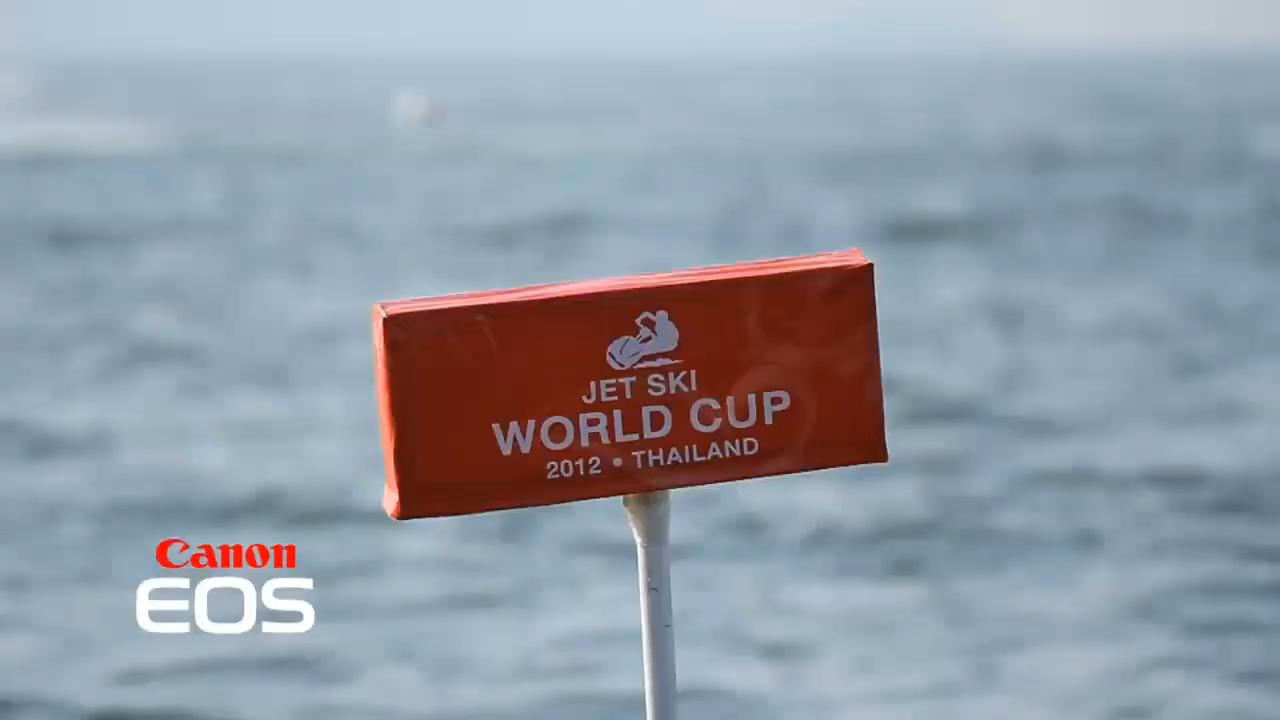 JET SKI
WORLD CUP
2012 • THAILAND
Canon
EOS